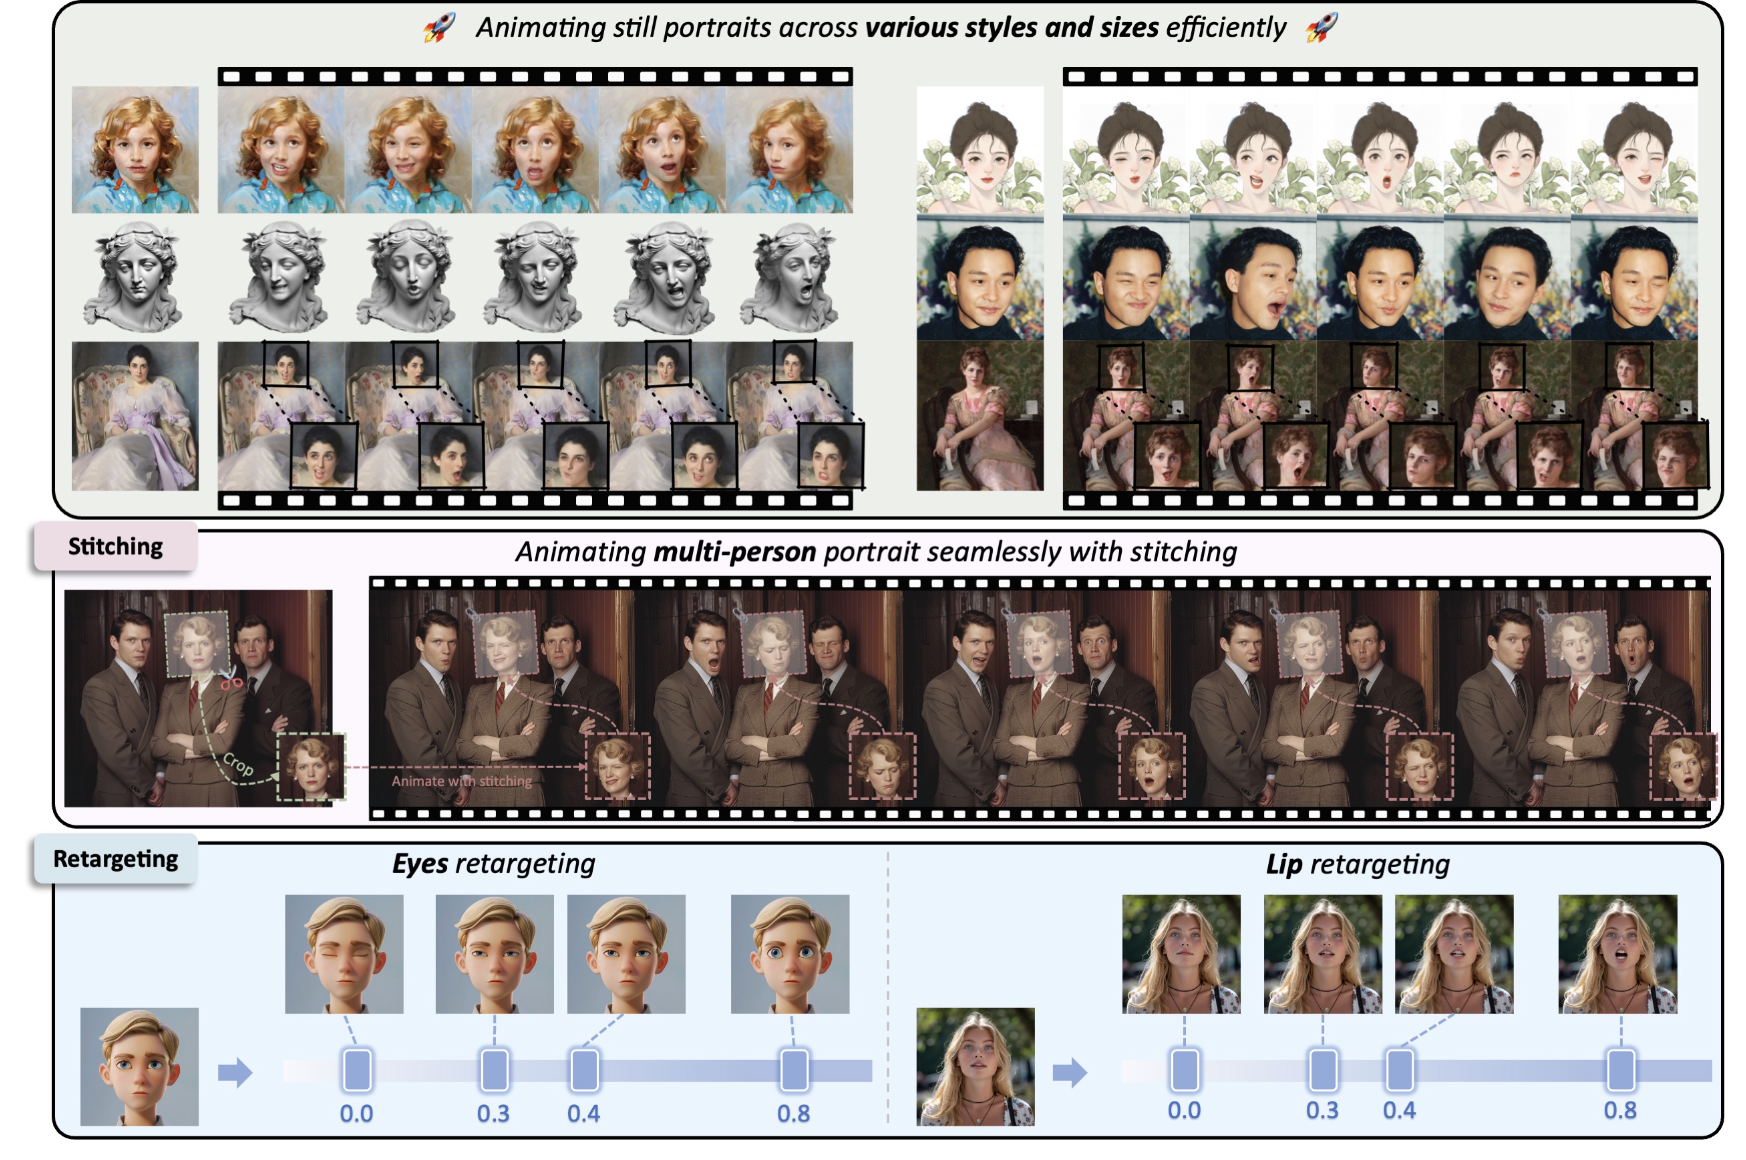 Animating still portraits across various styles and sizes efficiently
Stitching
Animating multi-person portrait seamlessly with stitching
Crop
Animate with stitching
Retargeting
Eyes retargeting
0.0
0.3
0.4
0.8
Lip retargeting
0.0
0.3
0.4
0.8